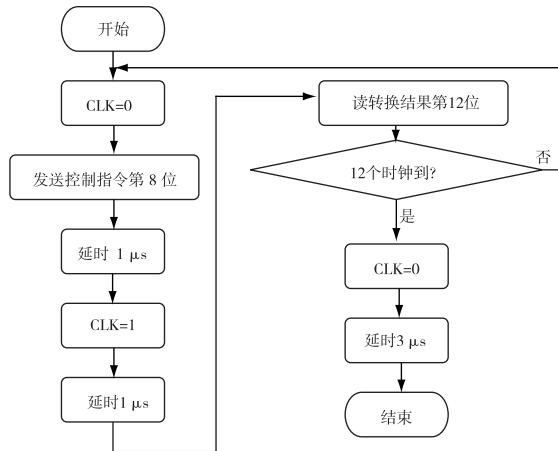 开始
CLK=0
发送控制指令第 8 位
延时 1 μs
CLK=1
延时1 μs
读转换结果第12位
12个时钟到?
否
是
CLK=0
延时3 μs
结束